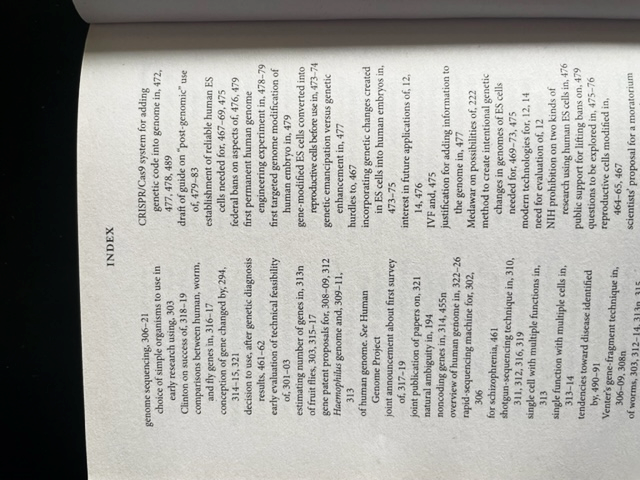 INDEX
genome sequencing, 306–21
choice of simple organisms to use in
early research using, 303
Clinton on success of, 318–19
comparisons between human, worm,
and fly genes in, 316–17
conception of gene changed by, 294,
314–15, 321
decision to use, after genetic diagnosis
results, 461–62
early evaluation of technical feasibility
of, 301–03
estimating number of genes in, 313n
of fruit flies, 303, 315–17
gene patent proposals for, 308–09, 312
Haemophilus genome and, 309–11,
313
of human genome. See Human
Genome Project
joint announcement about first survey
of, 317–19
joint publication of papers on, 321
natural ambiguity in, 194
noncoding genes in, 314, 455n
overview of human genome in, 322–26
rapid-sequencing machine for, 302,
306
for schizophrenia, 461
shotgun-sequencing technique in, 310,
311, 312, 316, 319
single cell with multiple functions in,
313
single function with multiple cells in,
313–14
tendencies toward disease identified
by, 490–91
Venter's gene-fragment technique in,
306–09, 308n
of worms, 303, 312–14, 313n, 315
CRISPR/Cas9 system for adding
genetic code into genome in, 472,
477, 478, 489
draft of guide on "post-genomic" use
of, 479–83
establishment of reliable human ES
cells needed for, 467–69, 475
federal bans on aspects of, 476, 479
first permanent human genome
engineering experiment in, 478–79
first targeted genome modification of
human embryo in, 479
gene-modified ES cells converted into
reproductive cells before use in, 473–74
genetic emancipation versus genetic
enhancement in, 477
hurdles to, 467
incorporating genetic changes created
in ES cells into human embryos in,
473–75
interest in future applications of, 12,
14, 476
IVF and, 475
justification for adding information to
the genome in, 477
Medawar on possibilities of, 222
method to create intentional genetic
changes in genomes of ES cells
needed for, 469–73, 475
modern technologies for, 12, 14
need for evaluation of, 12
NIH prohibition on two kinds of
research using human ES cells in, 476
public support for lifting bans on, 479
questions to be explored in, 475–76
reproductive cells modified in,
464–65, 467
scientists' proposal for a moratorium